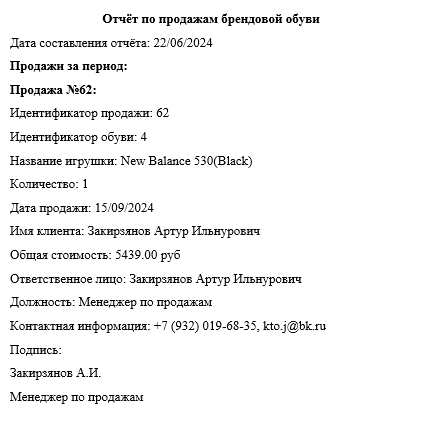 Отчёт по продажам брендовой обуви
Дата составления отчёта: 22/06/2024
Продажи за период:
Продажа №62:
Идентификатор продажи: 62
Идентификатор обуви: 4
Название игрушки: New Balance 530(Black)
Количество: 1
Дата продажи: 15/09/2024
Имя клиента: Закирзянов Артур Ильнурович
Общая стоимость: 5439.00 руб
Ответственное лицо: Закирзянов Артур Ильнурович
Должность: Менеджер по продажам
Контактная информация: +7 (932) 019-68-35, kto.j@bk.ru
Подпись:
Закирзянов А.И.
Менеджер по продажам